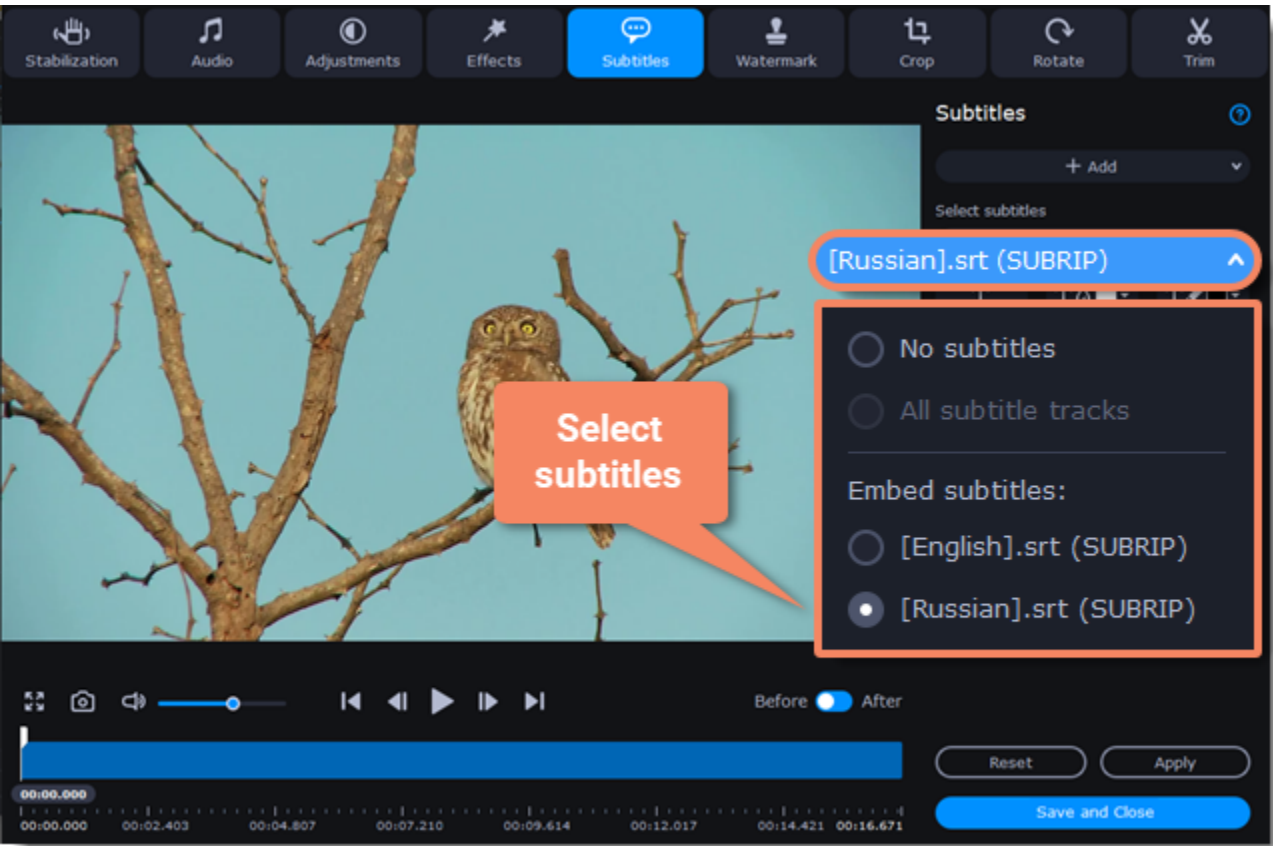 Stabilization
Audio
Adjustments
Effects
Subtitles
Watermark
Crop
Rotate
Trim
Subtitles
?
+ Add
Select subtitles
[Russian].srt (SUBRIP)
No subtitles
All subtitle tracks
Embed subtitles:
[English].srt (SUBRIP)
[Russian].srt (SUBRIP)
Select
subtitles
Before
After
Reset
Apply
00:00.000
00:00.000
00:02.403
00:04.807
00:07.210
00:09.614
00:12.017
00:14.421
00:16.671
Save and Close